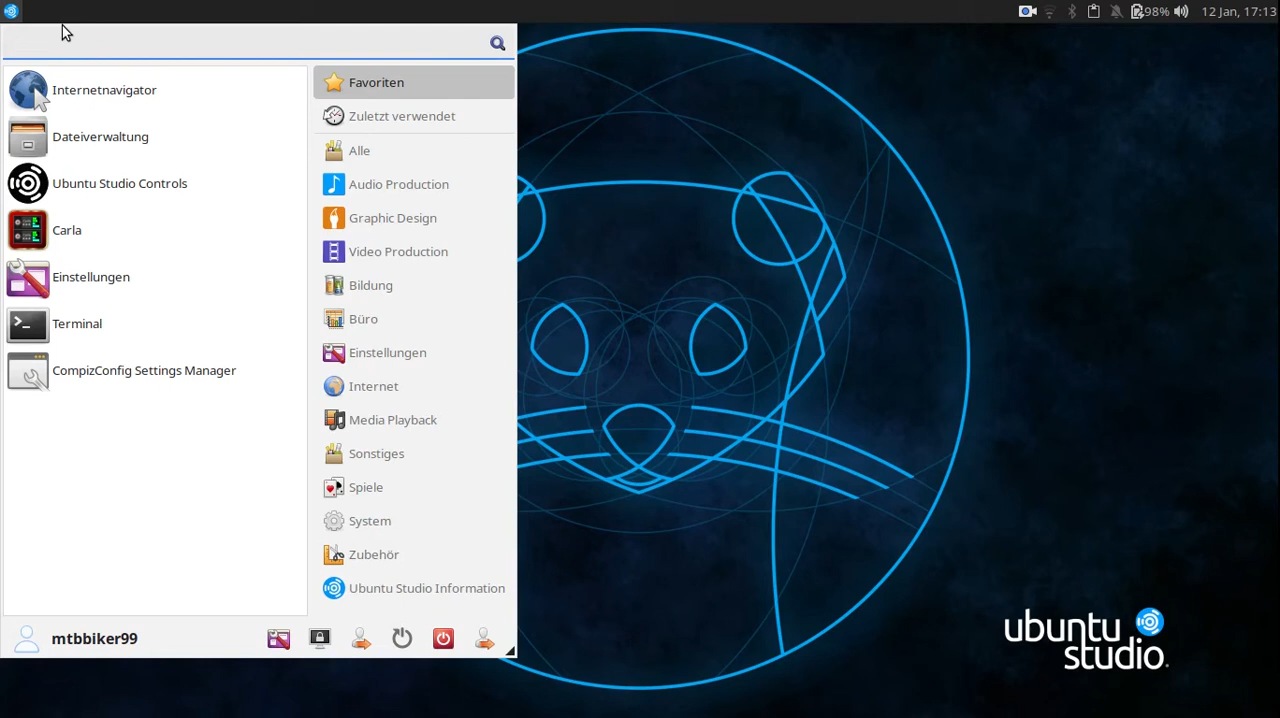 98%
12 Jan, 17:13
Internetnavigator
Dateiverwaltung
Ubuntu Studio Controls
Carla
Einstellungen
Terminal
CompizConfig Settings Manager
Favoriten
Zuletzt verwendet
Alle
Audio Production
Graphic Design
Video Production
Bildung
Büro
Einstellungen
Internet
Media Playback
Sonstiges
Spiele
System
Zubehör
Ubuntu Studio Information
mtbbiker99
ubuntu
studio